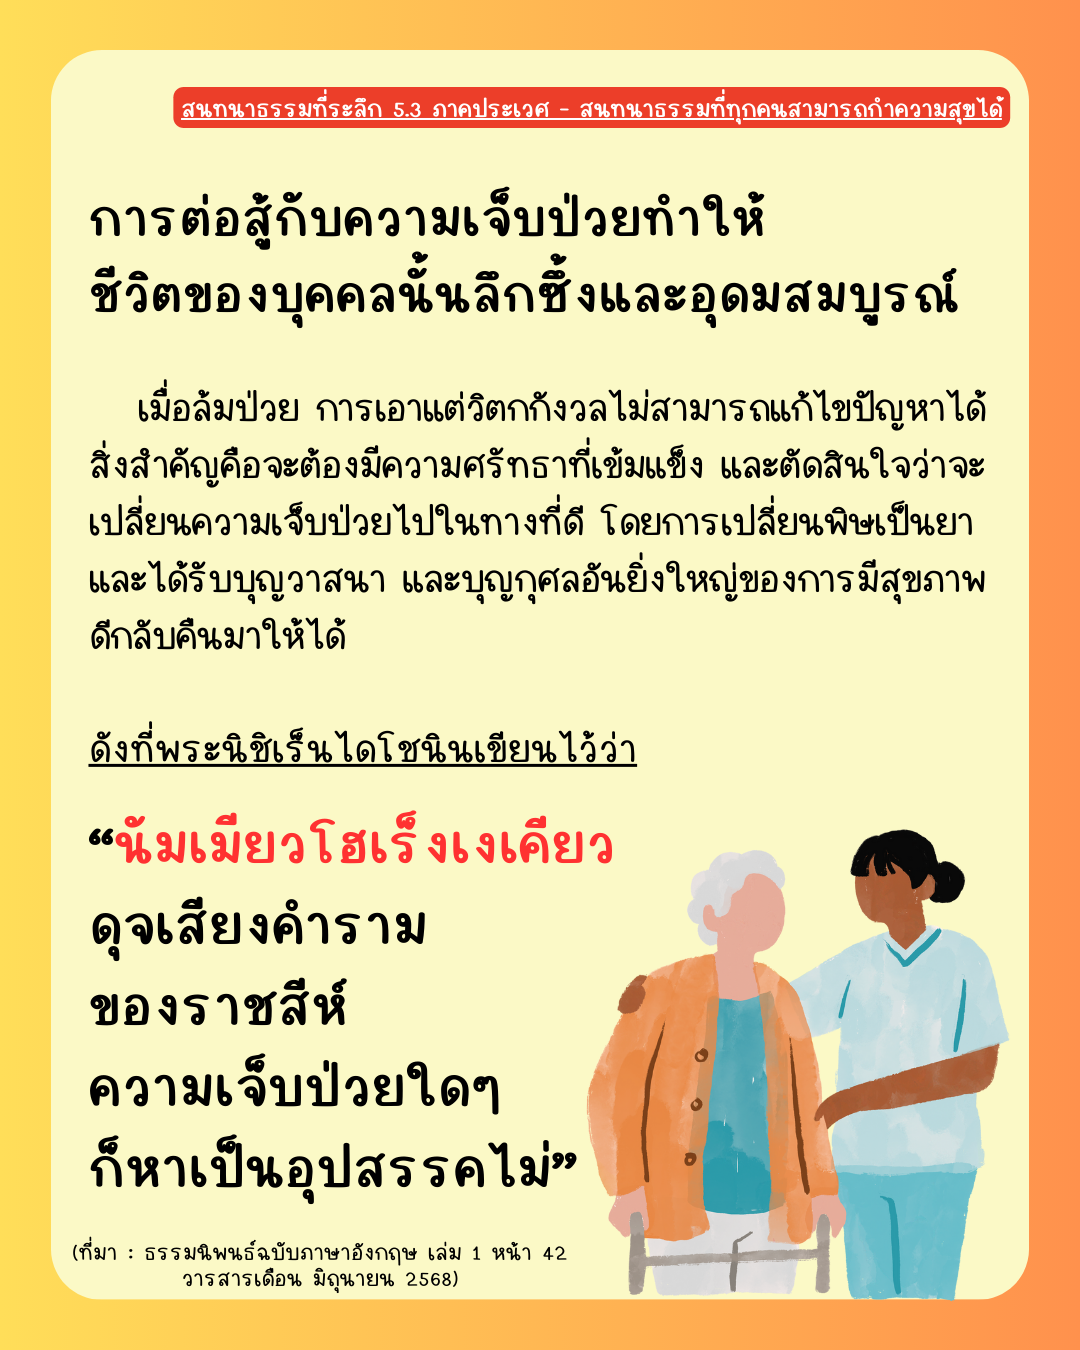 สนทนาธรรมที่ระลึก 5.3 ภาคประเวศ - สนทนาธรรมที่ทุกคนสามารถกำความสุขได้
การต่อสู้กับความเจ็บป่วยทำให้
ชีวิตของบุคคลนั้นลึกซึ้งและอุดมสมบูรณ์
เมื่อล้มป่วย การเอาแต่วิตกกังวลไม่สามารถแก้ไขปัญหาได้
สิ่งสำคัญคือจะต้องมีความศรัทธาที่เข้มแข็ง และตัดสินใจว่าจะ
เปลี่ยนความเจ็บป่วยไปในทางที่ดี โดยการเปลี่ยนพิษเป็นยา
และได้รับบุญวาสนา และบุญกุศลอันยิ่งใหญ่ของการมีสุขภาพ
ดีกลับคืนมาให้ได้
ดังที่พระนิชิเร็นไดโชนินเขียนไว้ว่า
“นัมเมียวโฮเร็งเงเคียว
ดุจเสียงคำราม
ของราชสีห์
ความเจ็บป่วยใดๆ
ก็หาเป็นอุปสรรคไม่”
(ที่มา : ธรรมนิพนธ์ฉบับภาษาอังกฤษ เล่ม 1 หน้า 42
วารสารเดือน มิถุนายน 2568)